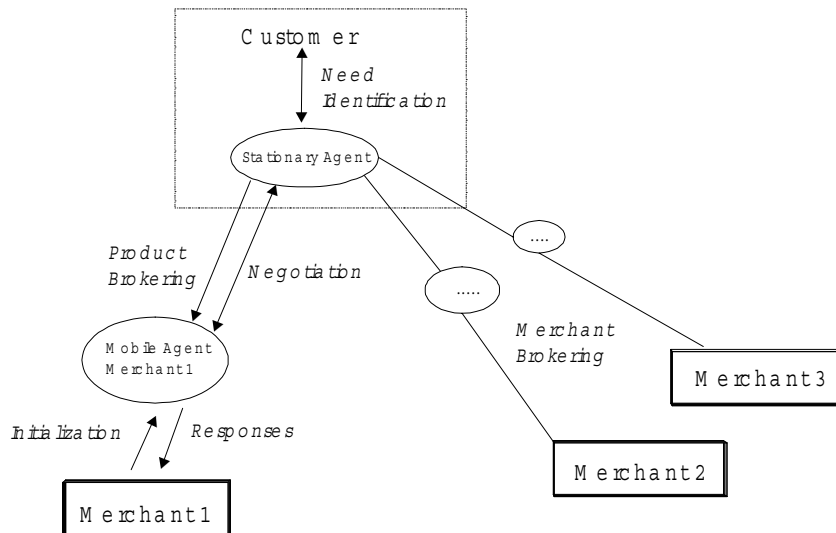 Customer
Need
Identification
Stationary Agent
....
Product
Brokering
Negotiation
.....
Mobile Agent
Merchant1
Merchant
Brokering
Merchant3
Initialization
Responses
Merchant2
Merchant1